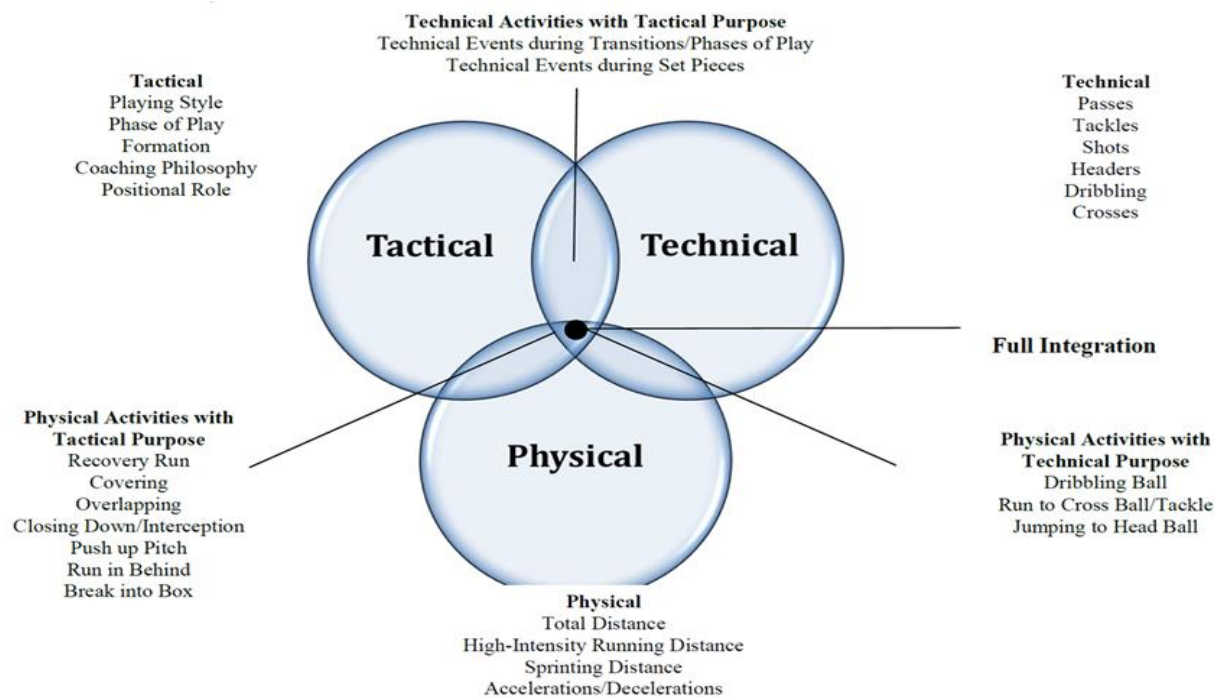 Technical Activities with Tactical Purpose
Technical Events during Transitions/Phases of Play
Technical Events during Set Pieces
Tactical
Playing Style
Phase of Play
Formation
Coaching Philosophy
Positional Role
Technical
Passes
Tackles
Shots
Headers
Dribbling
Crosses
Tactical
Technical
Full Integration
Physical Activities with
Tactical Purpose
Recovery Run
Covering
Overlapping
Closing Down/Interception
Push up Pitch
Run in Behind
Break into Box
Physical
Physical Activities with
Technical Purpose
Dribbling Ball
Run to Cross Ball/Tackle
Jumping to Head Ball
Physical
Total Distance
High-Intensity Running Distance
Sprinting Distance
Accelerations/Decelerations